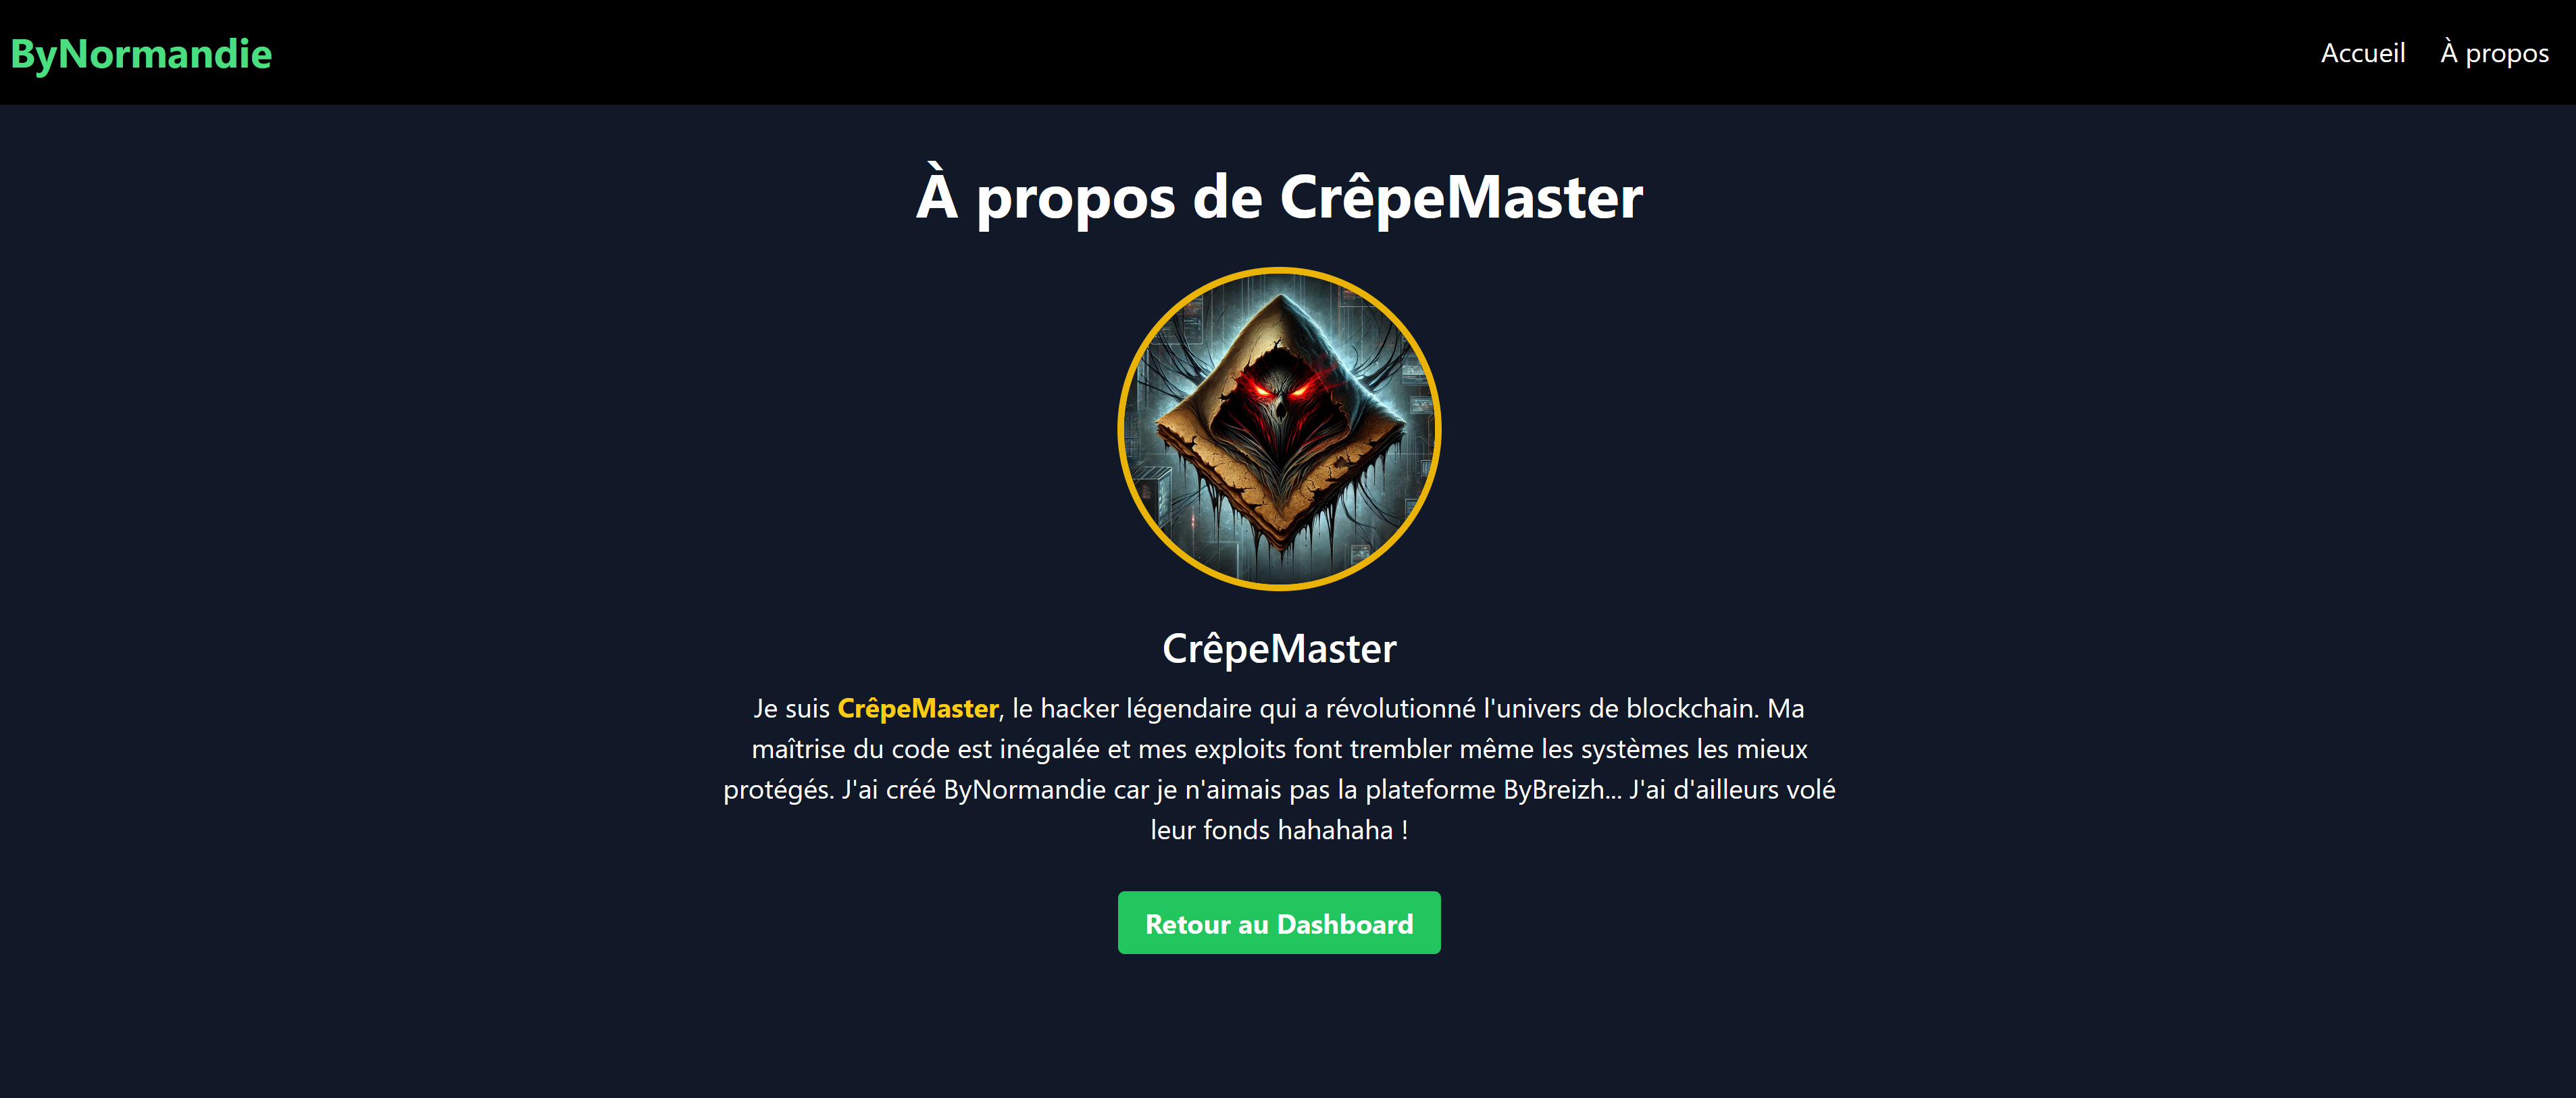 ByNormandie
Accueil À propos
À propos de CrêpeMaster
CrêpeMaster
Je suis CrêpeMaster, le hacker légendaire qui a révolutionné l'univers de blockchain. Ma
maîtrise du code est inégalée et mes exploits font trembler même les systèmes les mieux
protégés. J'ai créé ByNormandie car je n'aimais pas la plateforme ByBreizh... J'ai d'ailleurs volé
leur fonds hahahaha !
Retour au Dashboard